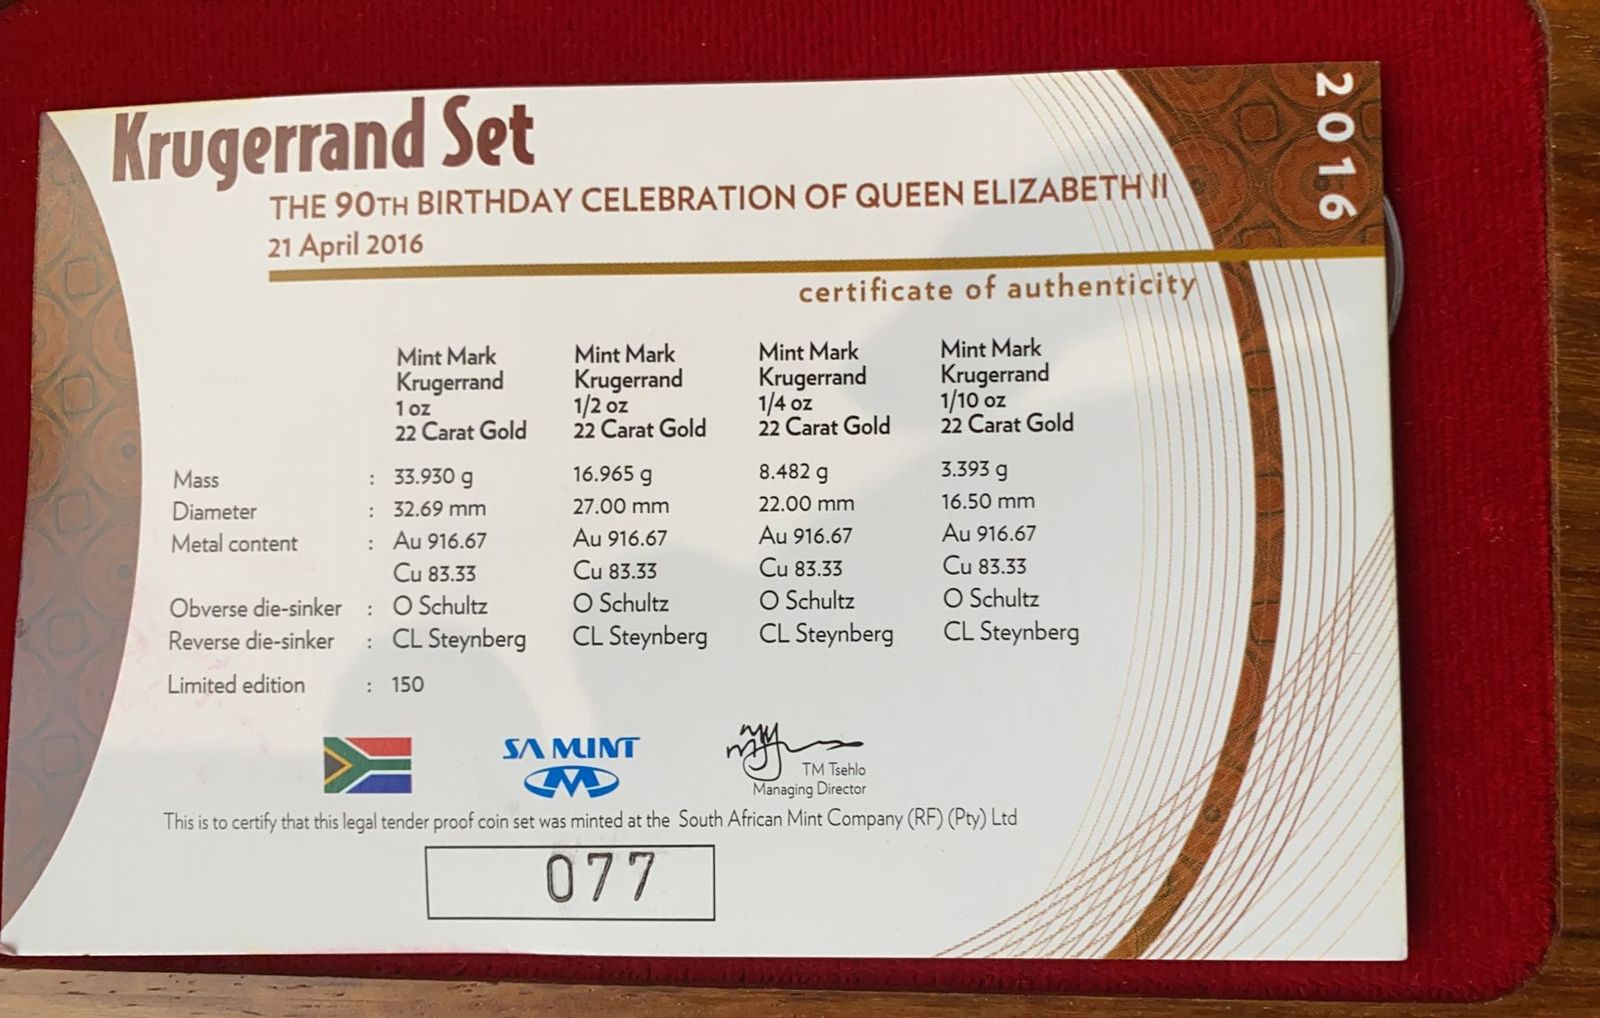 2016
Krugerrand Set
THE 90TH BIRTHDAY CELEBRATION OF QUEEN ELIZABETH II
21 April 2016
certificate of authenticity
Mint Mark Mint Mark Mint Mark Mint Mark
Krugerrand Krugerrand Krugerrand Krugerrand
1 oz 1/2 oz 1/4 oz 1/10 oz
22 Carat Gold 22 Carat Gold 22 Carat Gold 22 Carat Gold
Mass : 33.930 g 16.965 g 8.482 g 3.393 g
Diameter : 32.69 mm 27.00 mm 22.00 mm 16.50 mm
Metal content : Au 916.67 Au 916.67 Au 916.67 Au 916.67
Cu 83.33 Cu 83.33 Cu 83.33 Cu 83.33
Obverse die-sinker : O Schultz O Schultz O Schultz O Schultz
Reverse die-sinker : CL Steynberg CL Steynberg CL Steynberg CL Steynberg
Limited edition : 150
SA MINT
TM Tsehlo
Managing Director
This is to certify that this legal tender proof coin set was minted at the South African Mint Company (RF) (Pty) Ltd
077